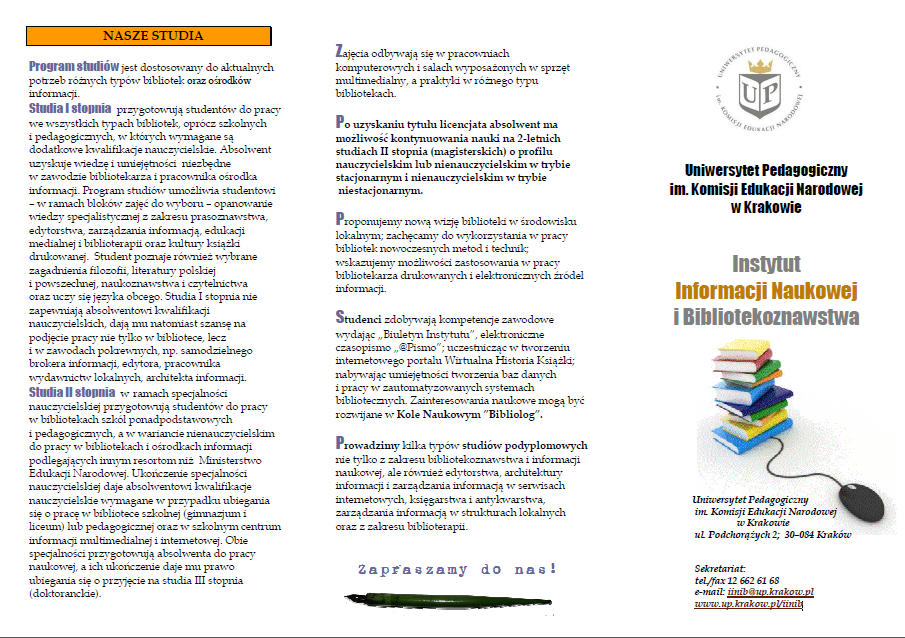 NASZE STUDIA
Program studiów jest dostosowany do aktualnych
potrzeb różnych typów bibliotek oraz ośrodków
informacji.
Studia I stopnia przygotowują studentów do pracy
we wszystkich typach bibliotek, oprócz szkolnych
i pedagogicznych, w których wymagane są
dodatkowe kwalifikacje nauczycielskie. Absolwent
uzyskuje wiedzę i umiejętności niezbędne
w zawodzie bibliotekarza i pracownika ośrodka
informacji. Program studiów umożliwia studentowi
– w ramach bloków zajęć do wyboru – opanowanie
wiedzy specjalistycznej z zakresu prasoznawstwa,
edytorstwa, zarządzania informacją, edukacji
medialnej i biblioterapii oraz kultury książki
drukowanej. Student poznaje również wybrane
zagadnienia filozofii, literatury polskiej
i powszechnej, naukoznawstwa i czytelnictwa
oraz uczy się języka obcego. Studia I stopnia nie
zapewniają absolwentowi kwalifikacji
nauczycielskich, dają mu natomiast szansę na
podjęcie pracy nie tylko w bibliotece, lecz
i w zawodach pokrewnych, np. samodzielnego
brokera informacji, edytora, pracownika
wydawnictw lokalnych, architekta informacji.
Studia II stopnia w ramach specjalności
nauczycielskiej przygotowują studentów do pracy
w bibliotekach szkół ponadpodstawowych
i pedagogicznych, a w wariancie nienauczycielskim
do pracy w bibliotekach i ośrodkach informacji
podlegających innym resortom niż Ministerstwo
Edukacji Narodowej. Ukończenie specjalności
nauczycielskiej daje absolwentowi kwalifikacje
nauczycielskie wymagane w przypadku ubiegania
się o pracę w bibliotece szkolnej (gimnazjum i
liceum) lub pedagogicznej oraz w szkolnym centrum
informacji multimedialnej i internetowej. Obie
specjalności przygotowują absolwenta do pracy
naukowej, a ich ukończenie daje mu prawo
ubiegania się o przyjęcie na studia III stopnia
(doktoranckie).
Zajęcia odbywają się w pracowniach
komputerowych i salach wyposażonych w sprzęt
multimedialny, a praktyki w różnego typu
bibliotekach.
Po uzyskaniu tytułu licencjata absolwent ma
możliwość kontynuowania nauki na 2-letnich
studiach II stopnia (magisterskich) o profilu
nauczycielskim lub nienauczycielskim w trybie
stacjonarnym i nienauczycielskim w trybie
niestacjonarnym.
Proponujemy nową wizję biblioteki w środowisku
lokalnym; zachęcamy do wykorzystania w pracy
bibliotek nowoczesnych metod i technik;
wskazujemy możliwości zastosowania w pracy
bibliotekarza drukowanych i elektronicznych źródeł
informacji.
Studenci zdobywają kompetencje zawodowe
wydając „Biuletyn Instytutu”, elektroniczne
czasopismo „@Pismo”; uczestnicząc w tworzeniu
internetowego portalu Wirtualna Historia Książki;
nabywając umiejętności tworzenia baz danych
i pracy w zautomatyzowanych systemach
bibliotecznych. Zainteresowania naukowe mogą być
rozwijane w Kole Naukowym ”Bibliolog”.
Prowadzimy kilka typów studiów podyplomowych
nie tylko z zakresu bibliotekoznawstwa i informacji
naukowej, ale również edytorstwa, architektury
informacji i zarządzania informacją w serwisach
internetowych, księgarstwa i antykwarstwa,
zarządzania informacją w strukturach lokalnych
oraz z zakresu biblioterapii.
Zapraszamy do nas!
UNIWERSYTET PEDAGOGICZNY
UP
im. KOMISJI EDUKACJI NARODOWEJ
Uniwersytet Pedagogiczny
im. Komisji Edukacji Narodowej
w Krakowie
Instytut
Informacji Naukowej
i Bibliotekoznawstwa
Uniwersytet Pedagogiczny
im. Komisji Edukacji Narodowej
w Krakowie
ul. Podchorążych 2; 30–084 Kraków
Sekretariat:
tel./fax 12 662 61 68
e-mail: iinib@up.krakow.pl
www.up.krakow.pl/iinib